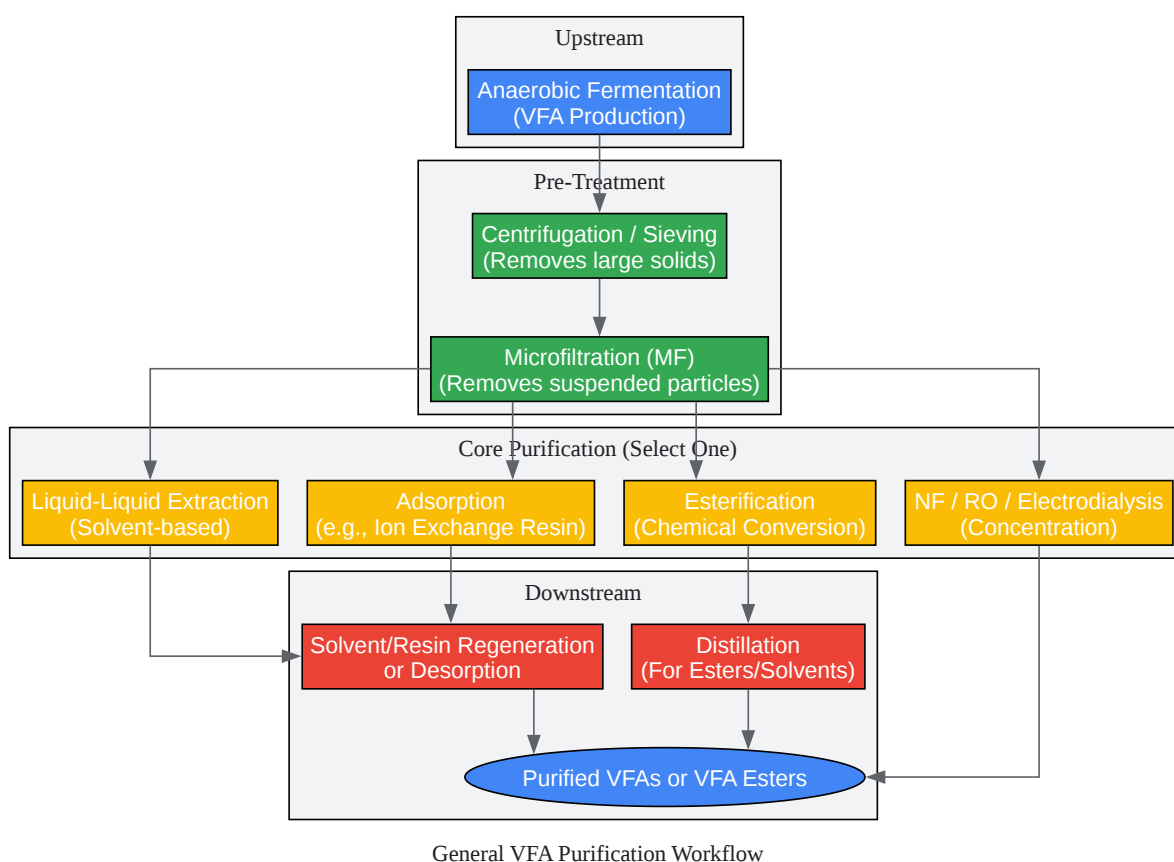 Upstream
Anaerobic Fermentation
(VFA Production)
Pre-Treatment
Centrifugation / Sieving
(Removes large solids)
Microfiltration (MF)
(Removes suspended particles)
Core Purification (Select One)
Liquid-Liquid Extraction
(Solvent-based)
Adsorption
(e.g., Ion Exchange Resin)
Esterification
(Chemical Conversion)
NF / RO / Electrodialysis
(Concentration)
Downstream
Solvent/Resin Regeneration
or Desorption
Distillation
(For Esters/Solvents)
Purified VFAs or VFA Esters
General VFA Purification Workflow